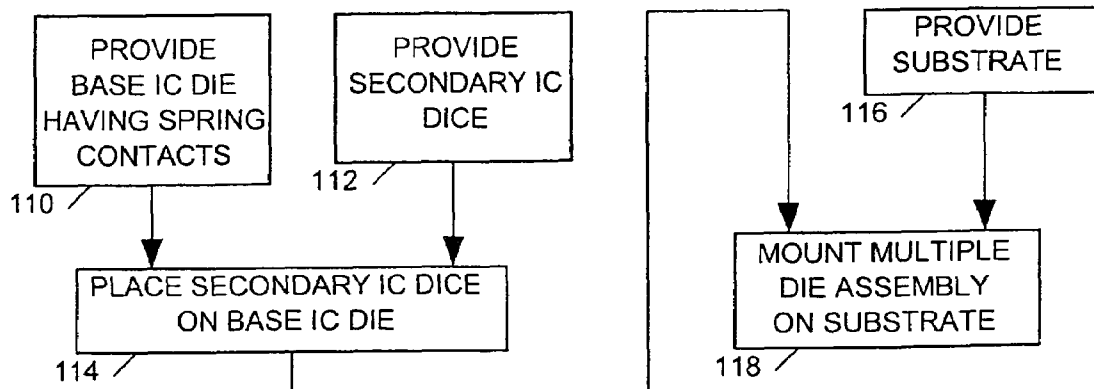 PROVIDE
BASE IC DIE
HAVING SPRING
CONTACTS
110
PROVIDE
SECONDARY IC
DICE
112
PLACE SECONDARY IC DICE
ON BASE IC DIE
114
PROVIDE
SUBSTRATE
116
MOUNT MULTIPLE
DIE ASSEMBLY
ON SUBSTRATE
118